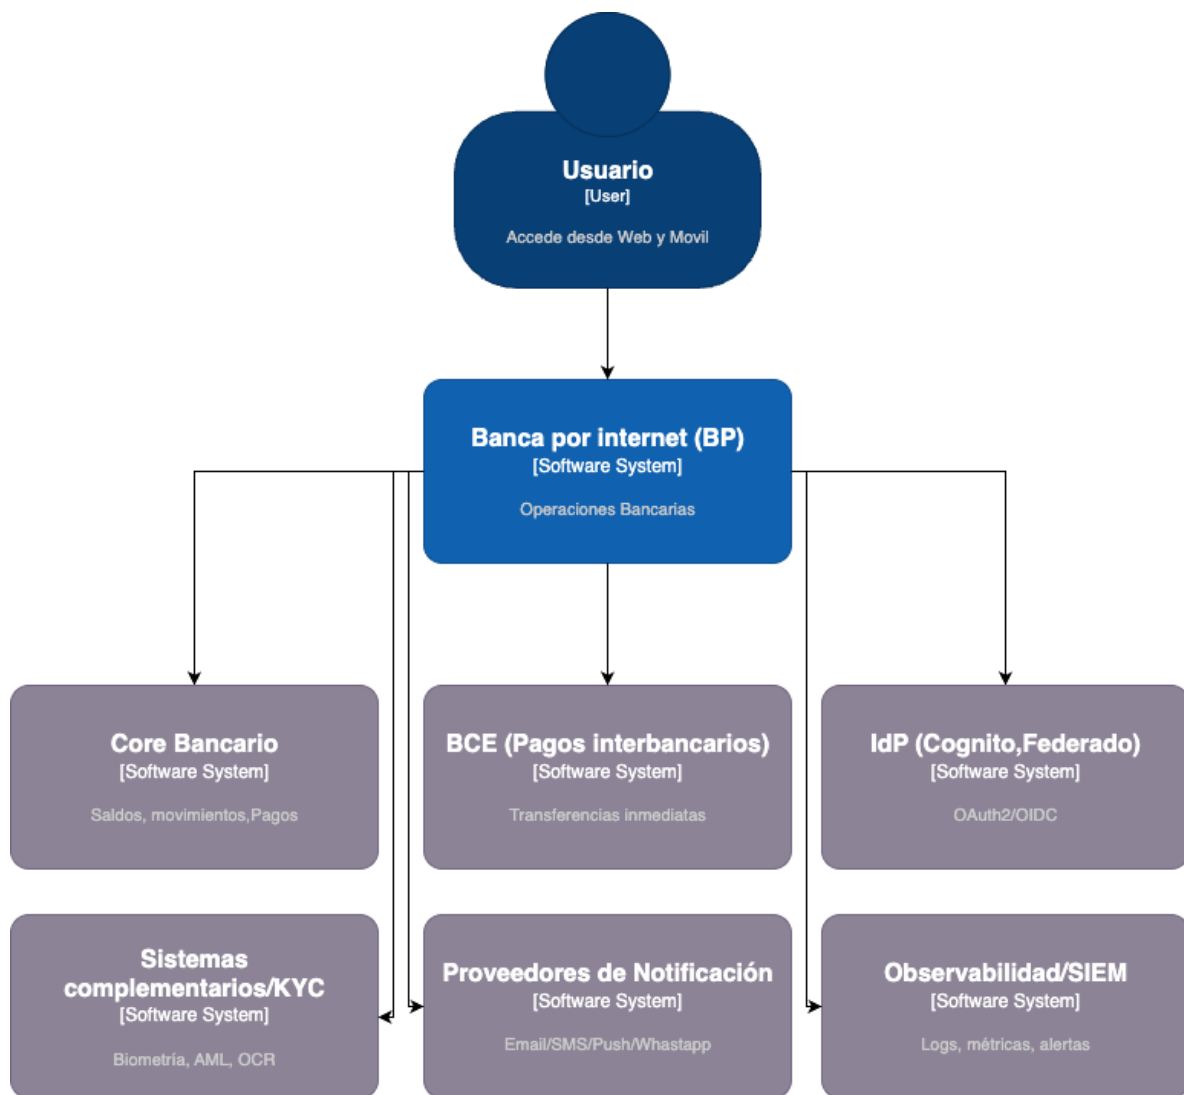 Usuario
[User]
Accede desde Web y Movil
Banca por internet (BP)
[Software System]
Operaciones Bancarias
Core Bancario
[Software System]
Saldos, movimientos,Pagos
BCE (Pagos interbancarios)
[Software System]
Transferencias inmediatas
IdP (Cognito,Federado)
[Software System]
OAuth2/OIDC
Sistemas
complementarios/KYC
[Software System]
Biometría, AML, OCR
Proveedores de Notificación
[Software System]
Email/SMS/Push/Whastapp
Observabilidad/SIEM
[Software System]
Logs, métricas, alertas